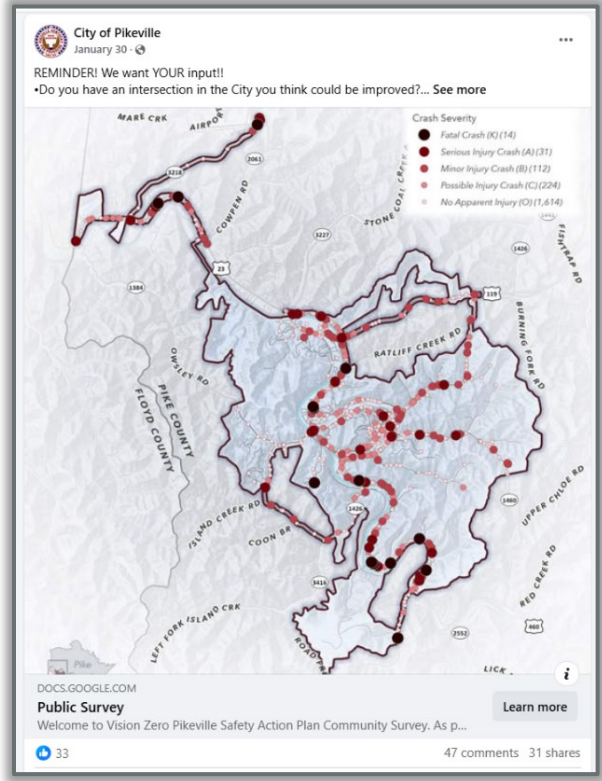 City of Pikeville
January 30 ·
REMINDER! We want YOUR input!!
•Do you have an intersection in the City you think could be improved?... See more
MARE CRK
AIRPORT
Crash Severity
Fatal Crash (K) (14)
Serious Injury Crash (A) (31)
Minor Injury Crash (B) (112)
Possible Injury Crash (C) (224)
No Apparent Injury (O) (1,614)
2061
3218
COWPEN RD
STONE COAL CREEK
3227
1426
FISHTRAP RD
23
1384
119
RATLIFF CREEK RD
BURNING FORK RD
OWSLEY RD
PIKE COUNTY
FLOYD COUNTY
UPPER CHLOE RD
1460
ISLAND CREEK RD
1426
COON BR
RED CREEK RD
3416
LEFT FORK ISLAND CRK
2552
460
ROAD
LICK
Pike
i
DOCS.GOOGLE.COM
Public Survey
Welcome to Vision Zero Pikeville Safety Action Plan Community Survey. As p...
Learn more
33
47 comments 31 shares